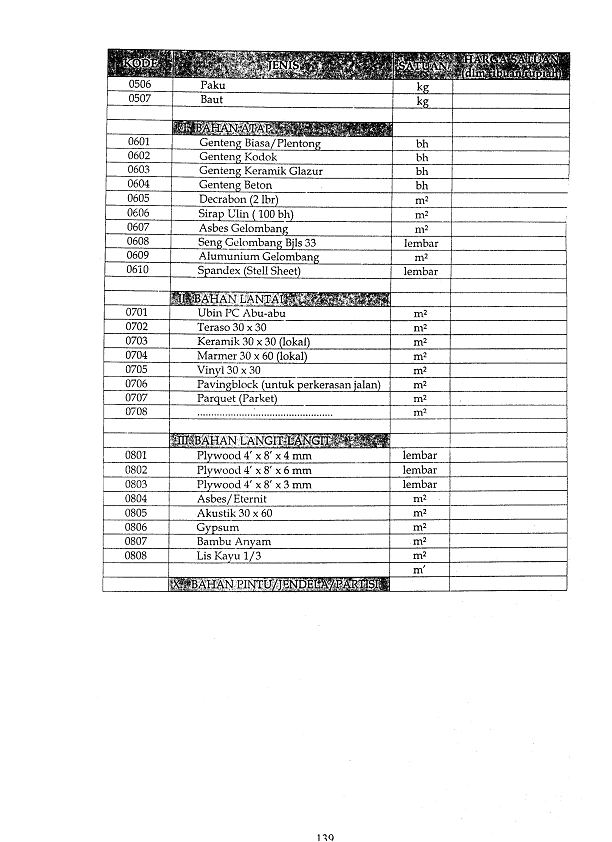 KODE JENIS SATUAN HARGA SATUAN
(dim ribuan rupiah)
0506 Paku kg
0507 Baut kg
BAHAN ATAP
0601 Genteng Biasa/Plentong bh
0602 Genteng Kodok bh
0603 Genteng Keramik Glazur bh
0604 Genteng Beton bh
0605 Decrabon (2 lbr) m²
0606 Sirap Ulin ( 100 bh) m²
0607 Asbes Gelombang m²
0608 Seng Gelombang Bjls 33 lembar
0609 Alumunium Gelombang m²
0610 Spandex (Stell Sheet) lembar
BAHAN LANTAI
0701 Ubin PC Abu-abu m²
0702 Teraso 30 x 30 m²
0703 Keramik 30 x 30 (lokal) m²
0704 Marmer 30 x 60 (lokal) m²
0705 Vinyl 30 x 30 m²
0706 Pavingblock (untuk perkerasan jalan) m²
0707 Parquet (Parket) m²
0708 ................................................ m²
BAHAN LANGIT-LANGIT
0801 Plywood 4′ x 8′ x 4 mm lembar
0802 Plywood 4′ x 8′ x 6 mm lembar
0803 Plywood 4′ x 8′ x 3 mm lembar
0804 Asbes/Eternit m²
0805 Akustik 30 x 60 m²
0806 Gypsum m²
0807 Bambu Anyam m²
0808 Lis Kayu 1/3 m²
m′
BAHAN PINTU/JENDELA/PARTISI
139